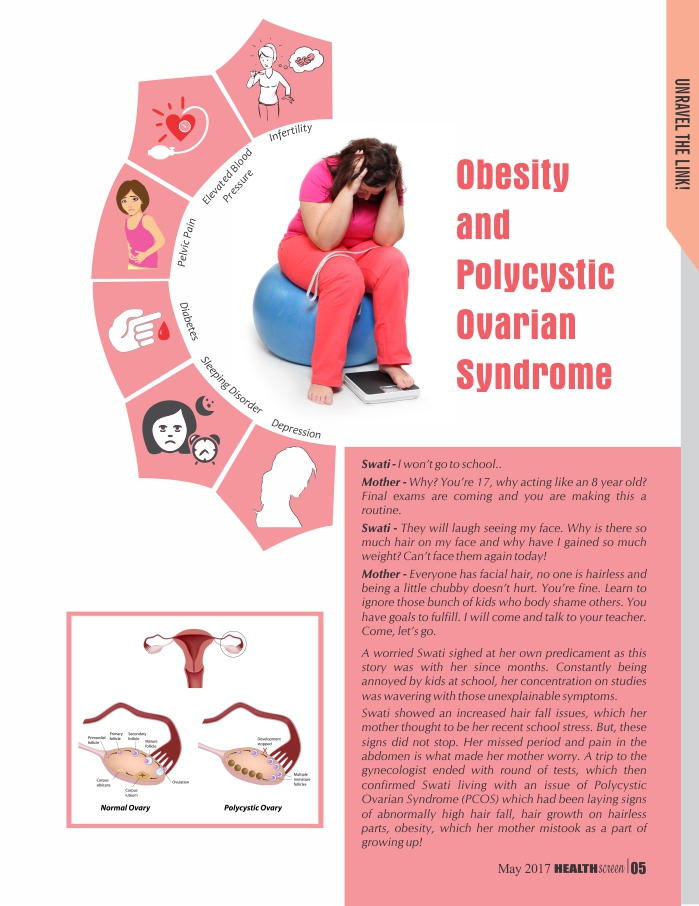 UNRAVEL THE LINK!
Infertility
Elevated Blood
Pressure
Pelvic Pain
Diabetes
Sleeping Disorder
Depression
Obesity
and
Polycystic
Ovarian
Syndrome
Swati - I won't go to school..
Mother - Why? You're 17, why acting like an 8 year old?
Final exams are coming and you are making this a
routine.
Swati - They will laugh seeing my face. Why is there so
much hair on my face and why have I gained so much
weight? Can't face them again today!
Mother - Everyone has facial hair, no one is hairless and
being a little chubby doesn't hurt. You're fine. Learn to
ignore those bunch of kids who body shame others. You
have goals to fulfill. I will come and talk to your teacher.
Come, let's go.
A worried Swati sighed at her own predicament as this
story was with her since months. Constantly being
annoyed by kids at school, her concentration on studies
was wavering with those unexplainable symptoms.
Swati showed an increased hair fall issues, which her
mother thought to be her recent school stress. But, these
signs did not stop. Her missed period and pain in the
abdomen is what made her mother worry. A trip to the
gynecologist ended with round of tests, which then
confirmed Swati living with an issue of Polycystic
Ovarian Syndrome (PCOS) which had been laying signs
of abnormally high hair fall, hair growth on hairless
parts, obesity, which her mother mistook as a part of
growing up!
Primordial
follicle
Primary
follicle
Secondary
follicle
Mature
follicle
Corpus
albicans
Corpus
luteum
Ovulation
Normal Ovary
Development
stopped
Multiple
immature
follicles
Polycystic Ovary
May 2017 HEALTH screen | 05